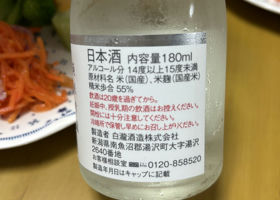 日本酒 内容量180ml
アルコール分 14度以上15度未満
原材料名 米(国産)、米麹(国産米)
精米歩合 55%
飲酒は20歳を過ぎてから。
妊娠中、授乳期の飲酒はお控えください。
開栓には十分注意してください。
冷暗所で保管し早めにお召し上がりください。
製造者 白瀧酒造株式会社
新潟県南魚沼郡湯沢町大字湯沢
2640番地
お客様相談室 0120-858520
製造年月日はキャップに記載